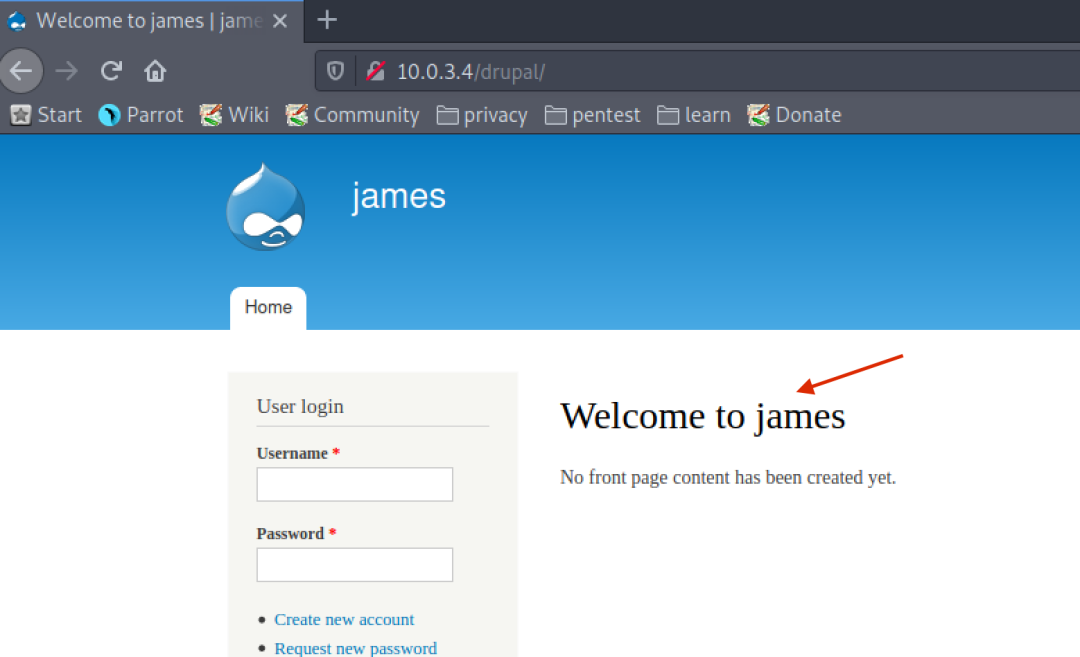 Welcome to james | jame
10.0.3.4/drupal/
Start Parrot Wiki Community privacy pentest learn Donate
james
Home
User login
Username *
Password *
Create new account
Request new password
Welcome to james
No front page content has been created yet.